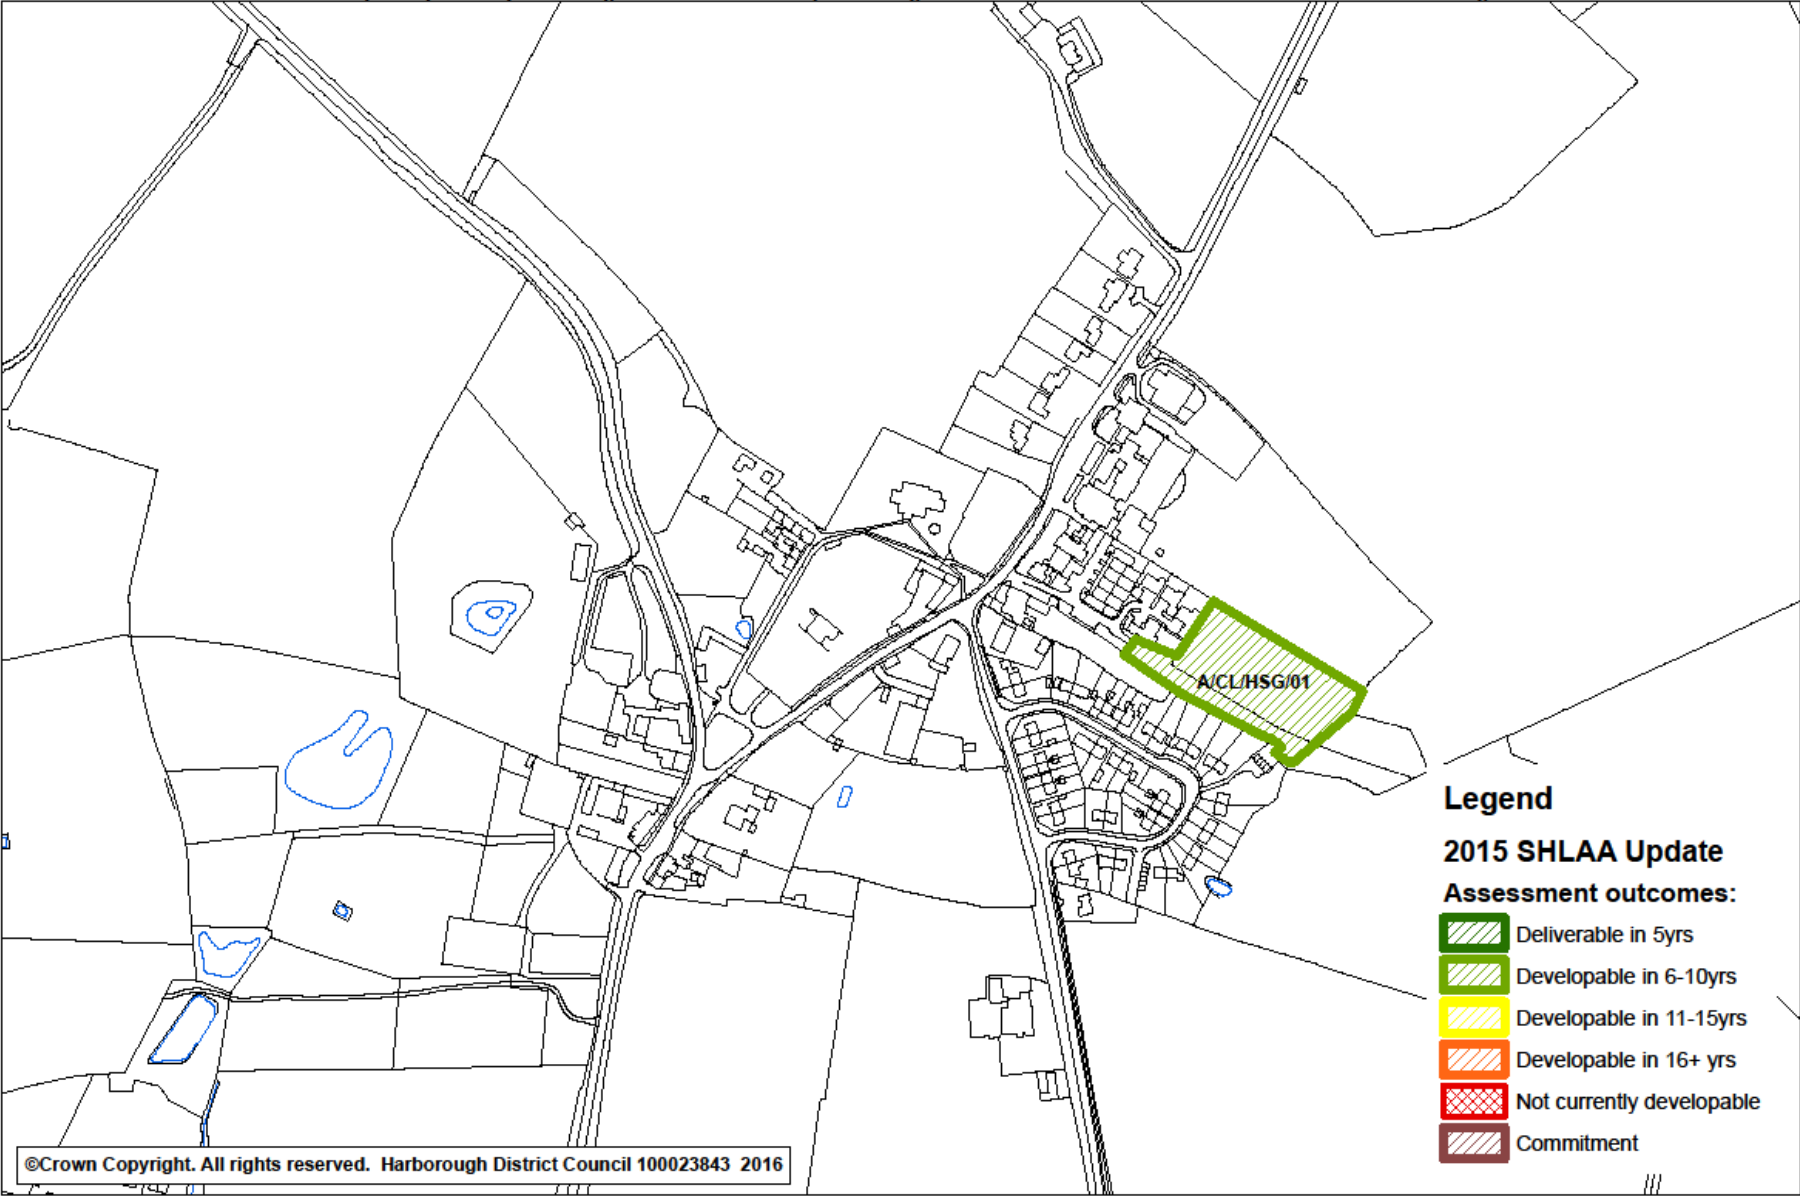 A/CL/HSG/01
Legend
2015 SHLAA Update
Assessment outcomes:
Deliverable in 5yrs
Developable in 6-10yrs
Developable in 11-15yrs
Developable in 16+ yrs
Not currently developable
Commitment
©Crown Copyright. All rights reserved. Harborough District Council 100023843 2016